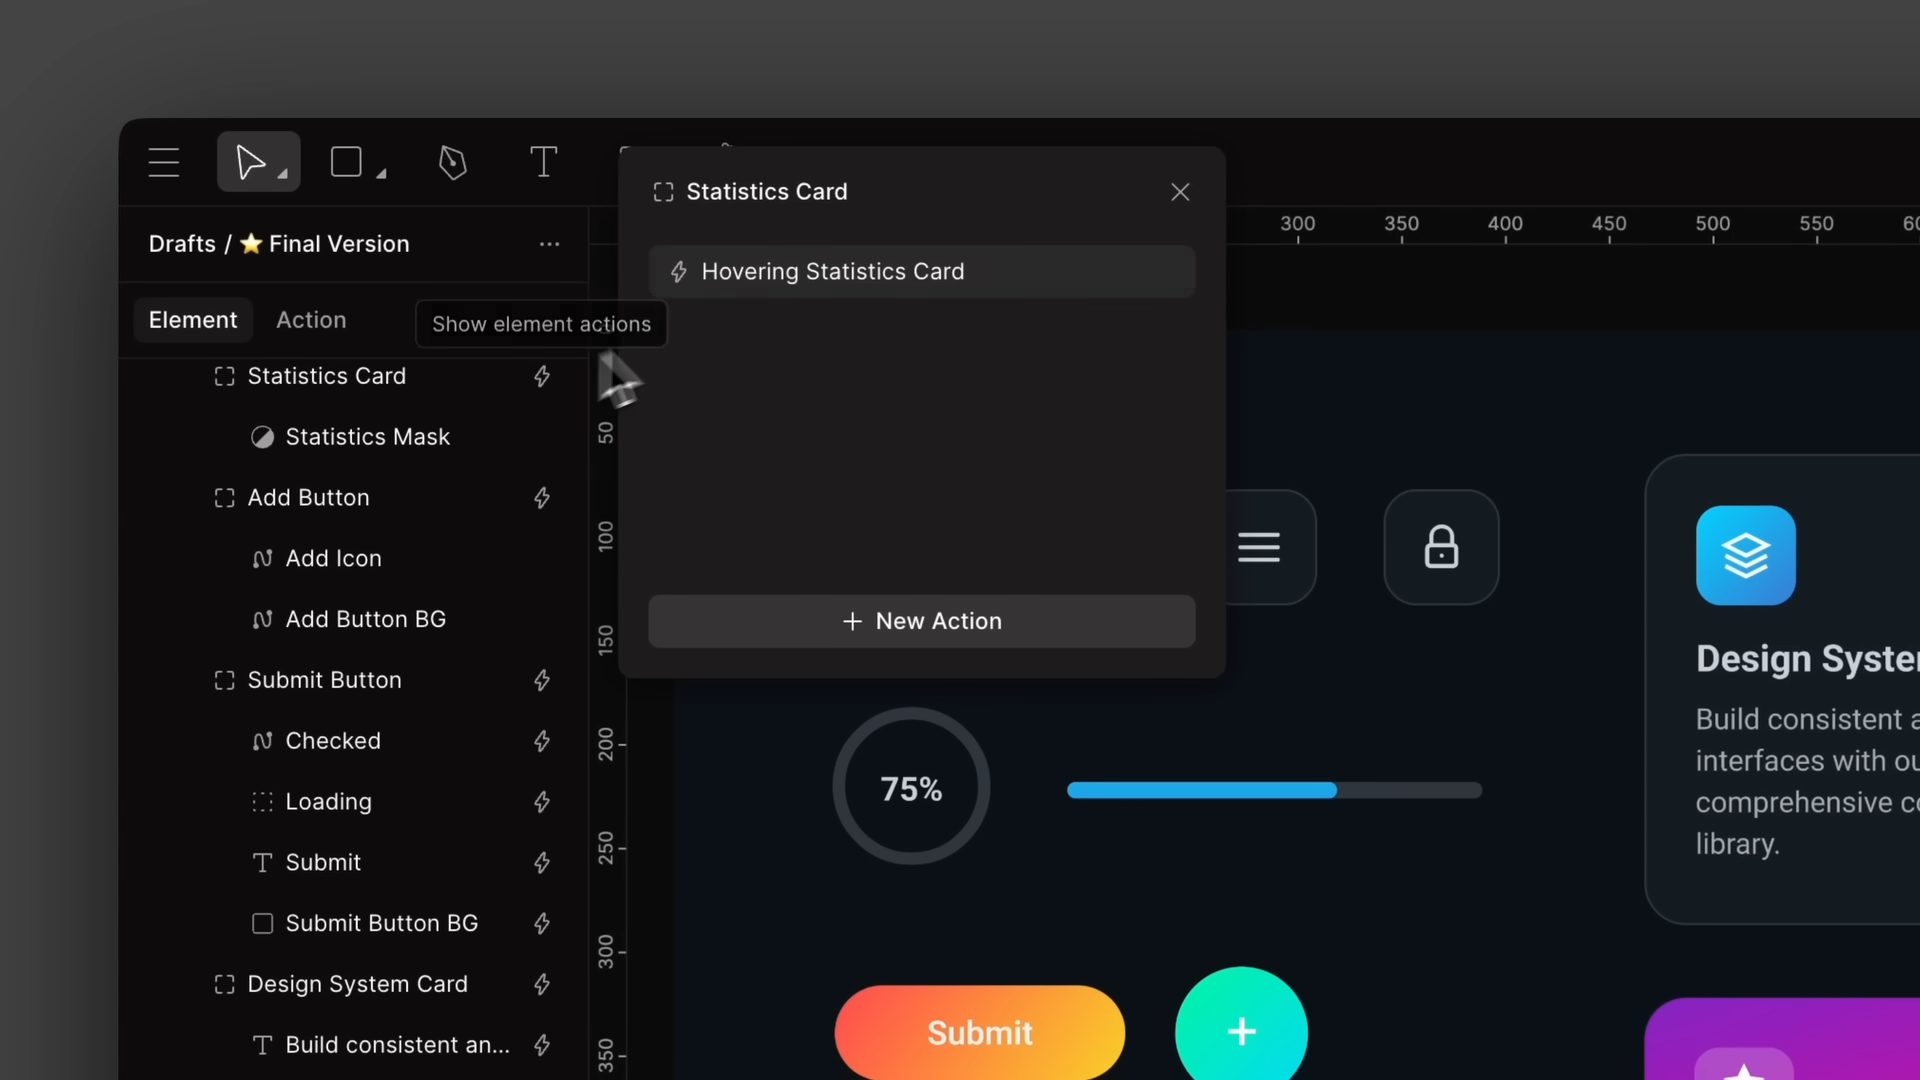 Statistics Card
300 350 400 450 500 550
Drafts / ⭐ Final Version
Hovering Statistics Card
Element Action
Show element actions
Statistics Card
Statistics Mask
50
Add Button
100
Add Icon
Add Button BG
150
New Action
Design System
Submit Button
Build consistent a
interfaces with ou
comprehensive co
library.
Checked
200
75%
Loading
250
Submit
Submit Button BG
300
Design System Card
Submit
+
Build consistent an...
350